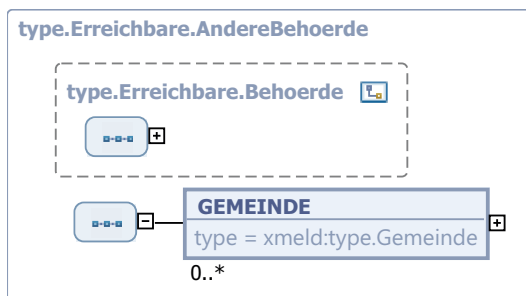 type.Erreichbare.AndereBehoerde
type.Erreichbare.Behoerde
GEMEINDE
type = xmeld:type.Gemeinde
0..*